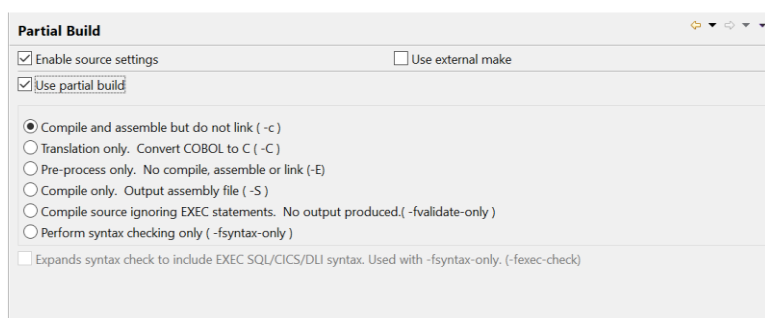 Partial Build
Enable source settings Use external make
Use partial build
Compile and assemble but do not link ( -c )
Translation only.  Convert COBOL to C ( -C )
Pre-process only.  No compile, assemble or link (-E)
Compile only.  Output assembly file ( -S )
Compile source ignoring EXEC statements.  No output produced.( -fvalidate-only )
Perform syntax checking only ( -fsyntax-only )
Expands syntax check to include EXEC SQL/CICS/DLI syntax. Used with -fsyntax-only. (-fexec-check)